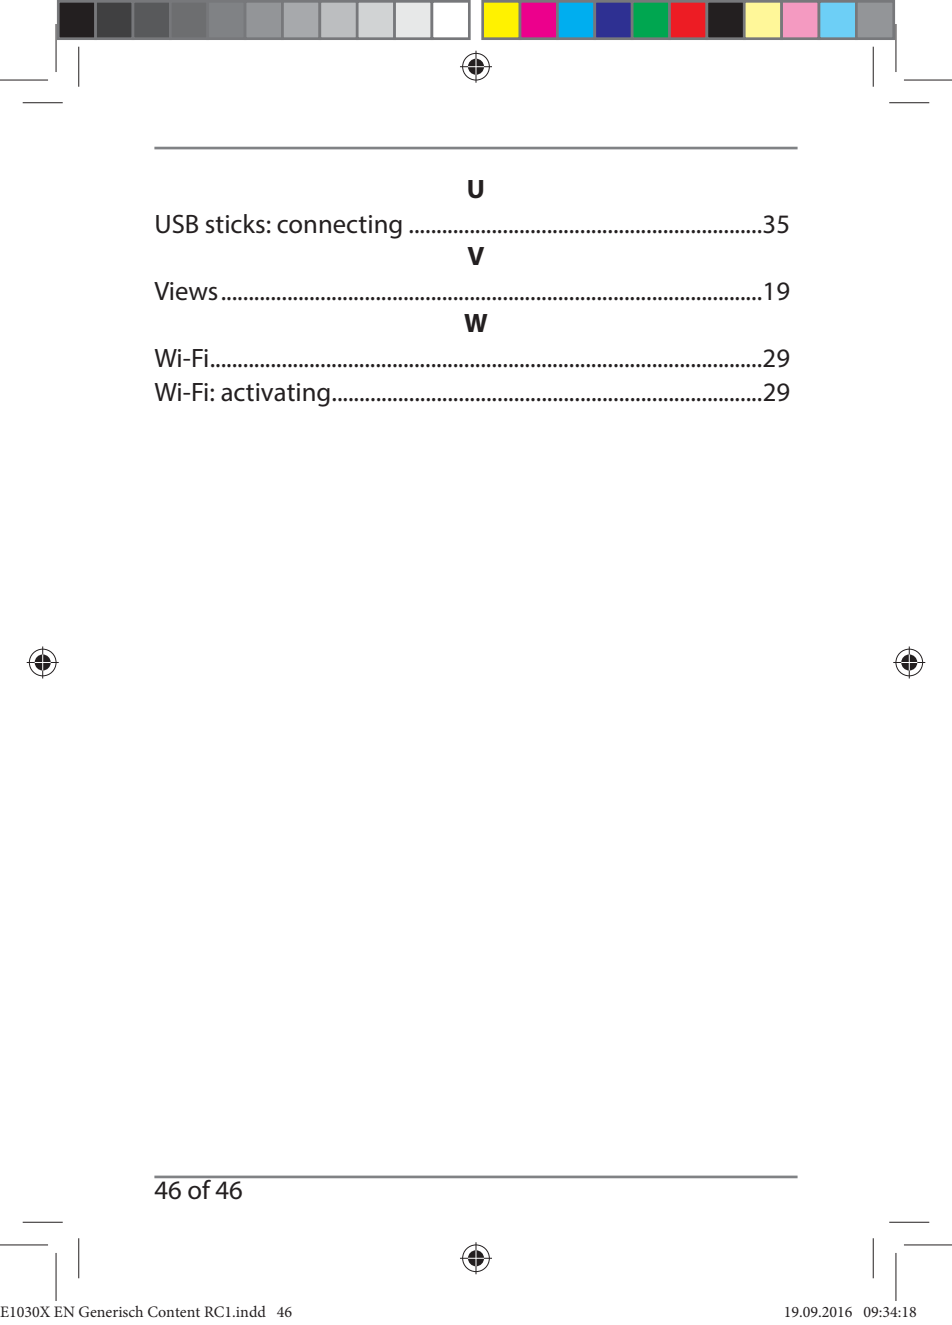 U
USB sticks: connecting ................................................................35
V
Views..................................................................................................19
W
Wi-Fi....................................................................................................29
Wi-Fi: activating..............................................................................29
46 of 46
E1030X EN Generisch Content RC1.indd 46 19.09.2016 09:34:18